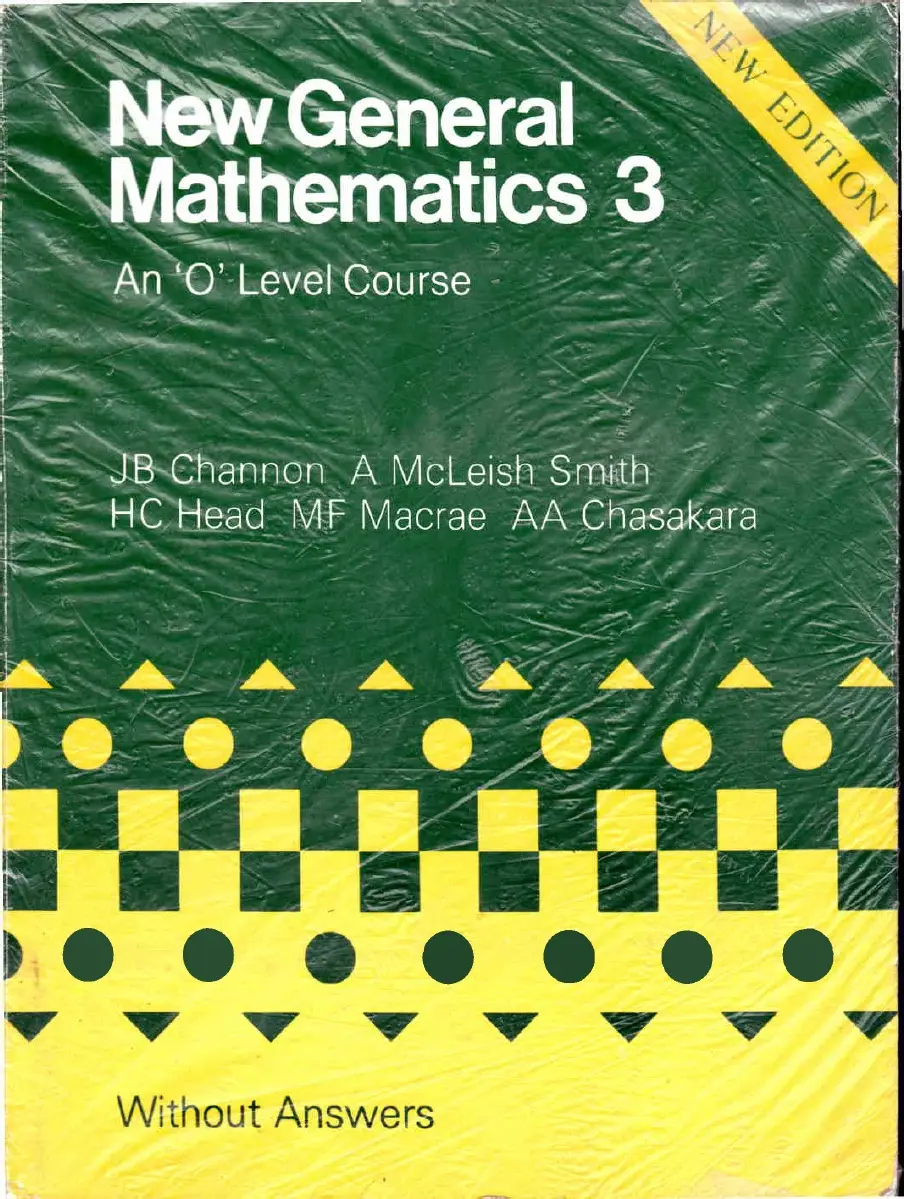 NEW EDITION
New General
Mathematics 3
An 'O' Level Course
JB Channon A McLeish Smith
HC Head MF Macrae AA Chasakara
Without Answers